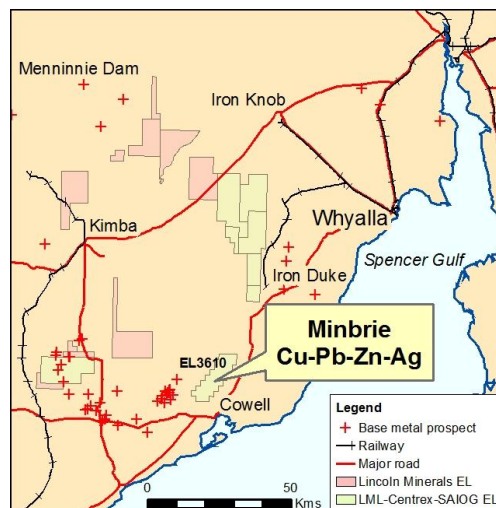 Menninnie Dam
Iron Knob
Kimba
Whyalla
Spencer Gulf
Iron Duke
Minbrie
Cu-Pb-Zn-Ag
EL3610
Cowell
Legend
Base metal prospect
Railway
Major road
Lincoln Minerals EL
LML-Centrex-SAIOG EL
0 50
Kms